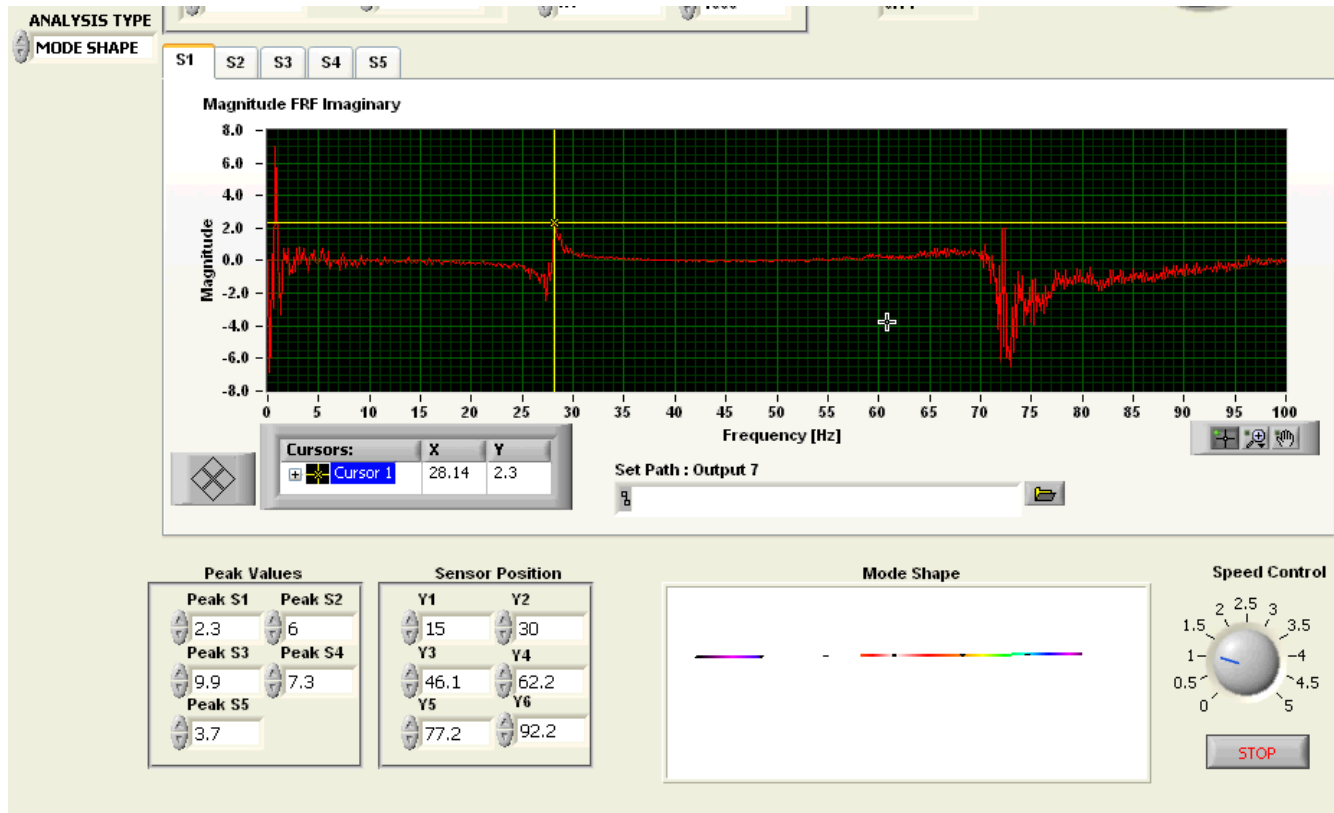 ANALYSIS TYPE
MODE SHAPE
S1 S2 S3 S4 S5
Magnitude FRF Imaginary
Magnitude
8.0
6.0
4.0
2.0
0.0
-2.0
-4.0
-6.0
-8.0
0 5 10 15 20 25 30 35 40 45 50 55 60 65 70 75 80 85 90 95 100
Frequency [Hz]
Cursors: X Y
Cursor 1 28.14 2.3
Set Path : Output 7
Peak Values
Peak S1 Peak S2
2.3 6
Peak S3 Peak S4
9.9 7.3
Peak S5
3.7
Sensor Position
Y1 Y2
15 30
Y3 Y4
46.1 62.2
Y5 Y6
77.2 92.2
Mode Shape
Speed Control
0 0.5 1 1.5 2 2.5 3 3.5 4 4.5 5
STOP